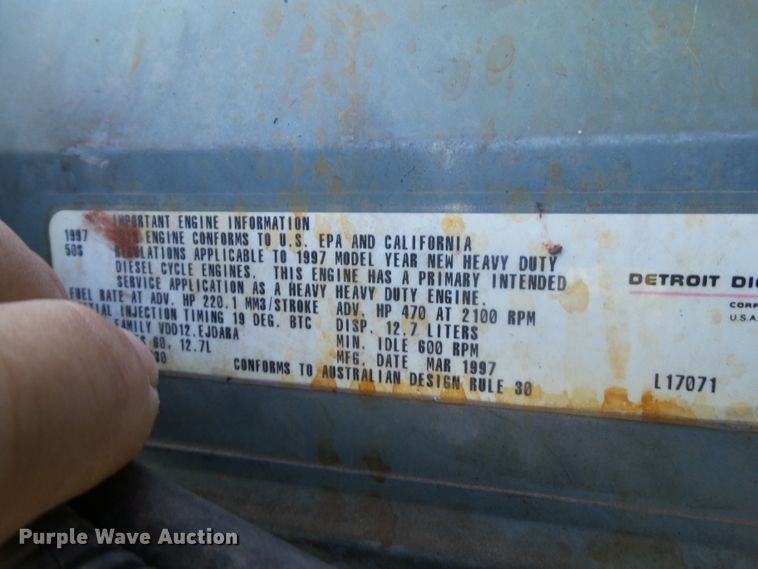 IMPORTANT ENGINE INFORMATION
1997 ENGINE CONFORMS TO U.S. EPA AND CALIFORNIA
50S REGULATIONS APPLICABLE TO 1997 MODEL YEAR NEW HEAVY DUTY
DIESEL CYCLE ENGINES. THIS ENGINE HAS A PRIMARY INTENDED
SERVICE APPLICATION AS A HEAVY HEAVY DUTY ENGINE.
FUEL RATE AT ADV. HP 220.1 MM3/STROKE ADV. HP 470 AT 2100 RPM
INJECTION TIMING 19 DEG. BTC DISP. 12.7 LITERS
FAMILY VDD12.EJDARA MIN. IDLE 600 RPM
60, 12.7L MFG. DATE MAR 1997
30 CONFORMS TO AUSTRALIAN DESIGN RULE 30
DETROIT
CORP
U.S.A.
L17071
Purple Wave Auction